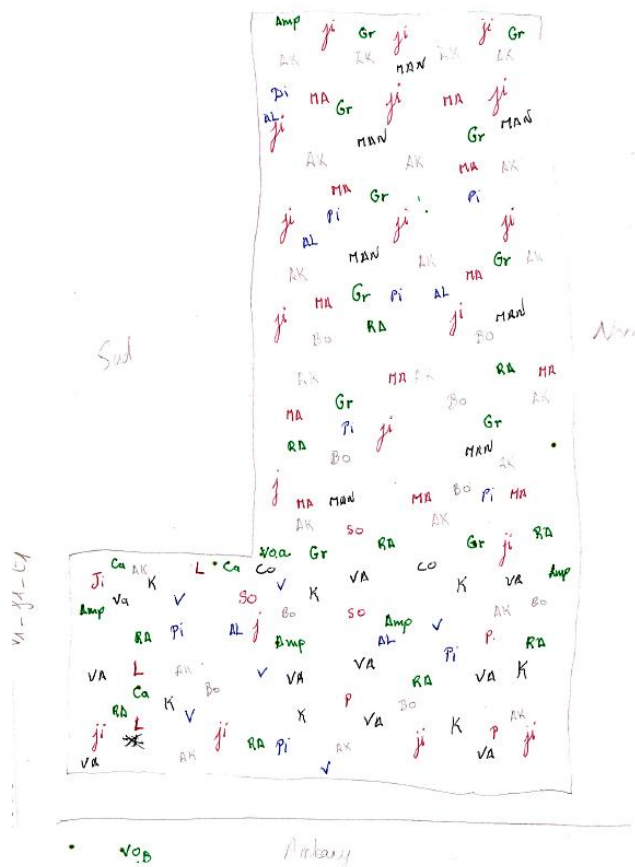 Amp ji Gr ji ji Gr
AK AK MAN AK AK
Pi MA Gr ji MA ji
AL ji MAN Gr MAN
AK AK MA AK
MA Gr Pi
ji Pi ji ji
AL MAN AK MA Gr AK
AK
MA Gr Pi AL
ji RA ji MAN
Bo Bo
Sud
AK MA AK RA MA
MA Gr Bo AK
RA Pi ji Gr
Bo MAN AK
j MA MAN MA Bo Pi MA
AK SO AK
Gr RA Gr ji RA
Ca AK L Ca CO V VA CO K VA Amp
Ji K
Va V SO K
Amp Bo SO AK Bo
RA Pi AL j Amp AL Amp V P. RA
VA L AK V VA VA Pi VA K
Ca Bo P RA
RA K V K VA Bo K AK
ji L ji ji P ji
VA AK RA Pi AK VA
V
V1-J1-C1
VOB